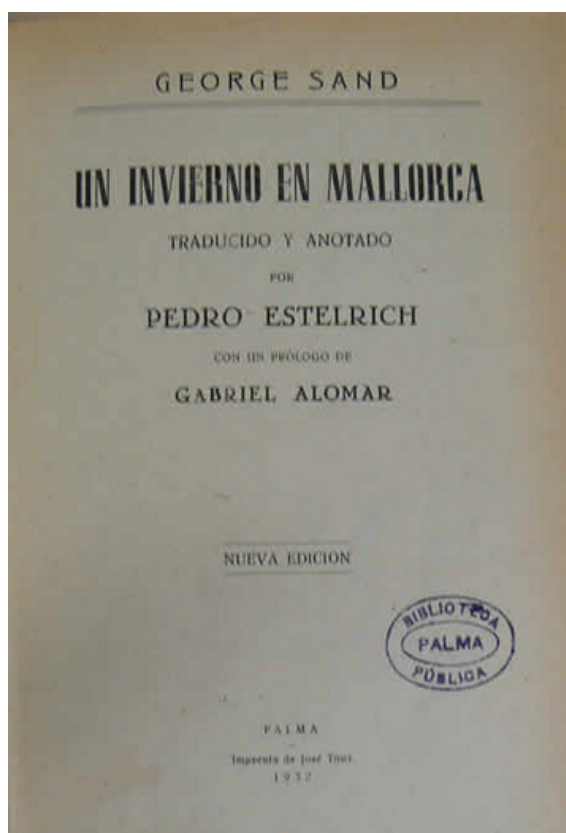 GEORGE SAND
UN INVIERNO EN MALLORCA
TRADUCIDO Y ANOTADO
POR
PEDRO ESTELRICH
CON UN PRÓLOGO DE
GABRIEL ALOMAR
NUEVA EDICION
BIBLIOTECA
PALMA
PÚBLICA
PALMA
Imprenta de José Tous
1932